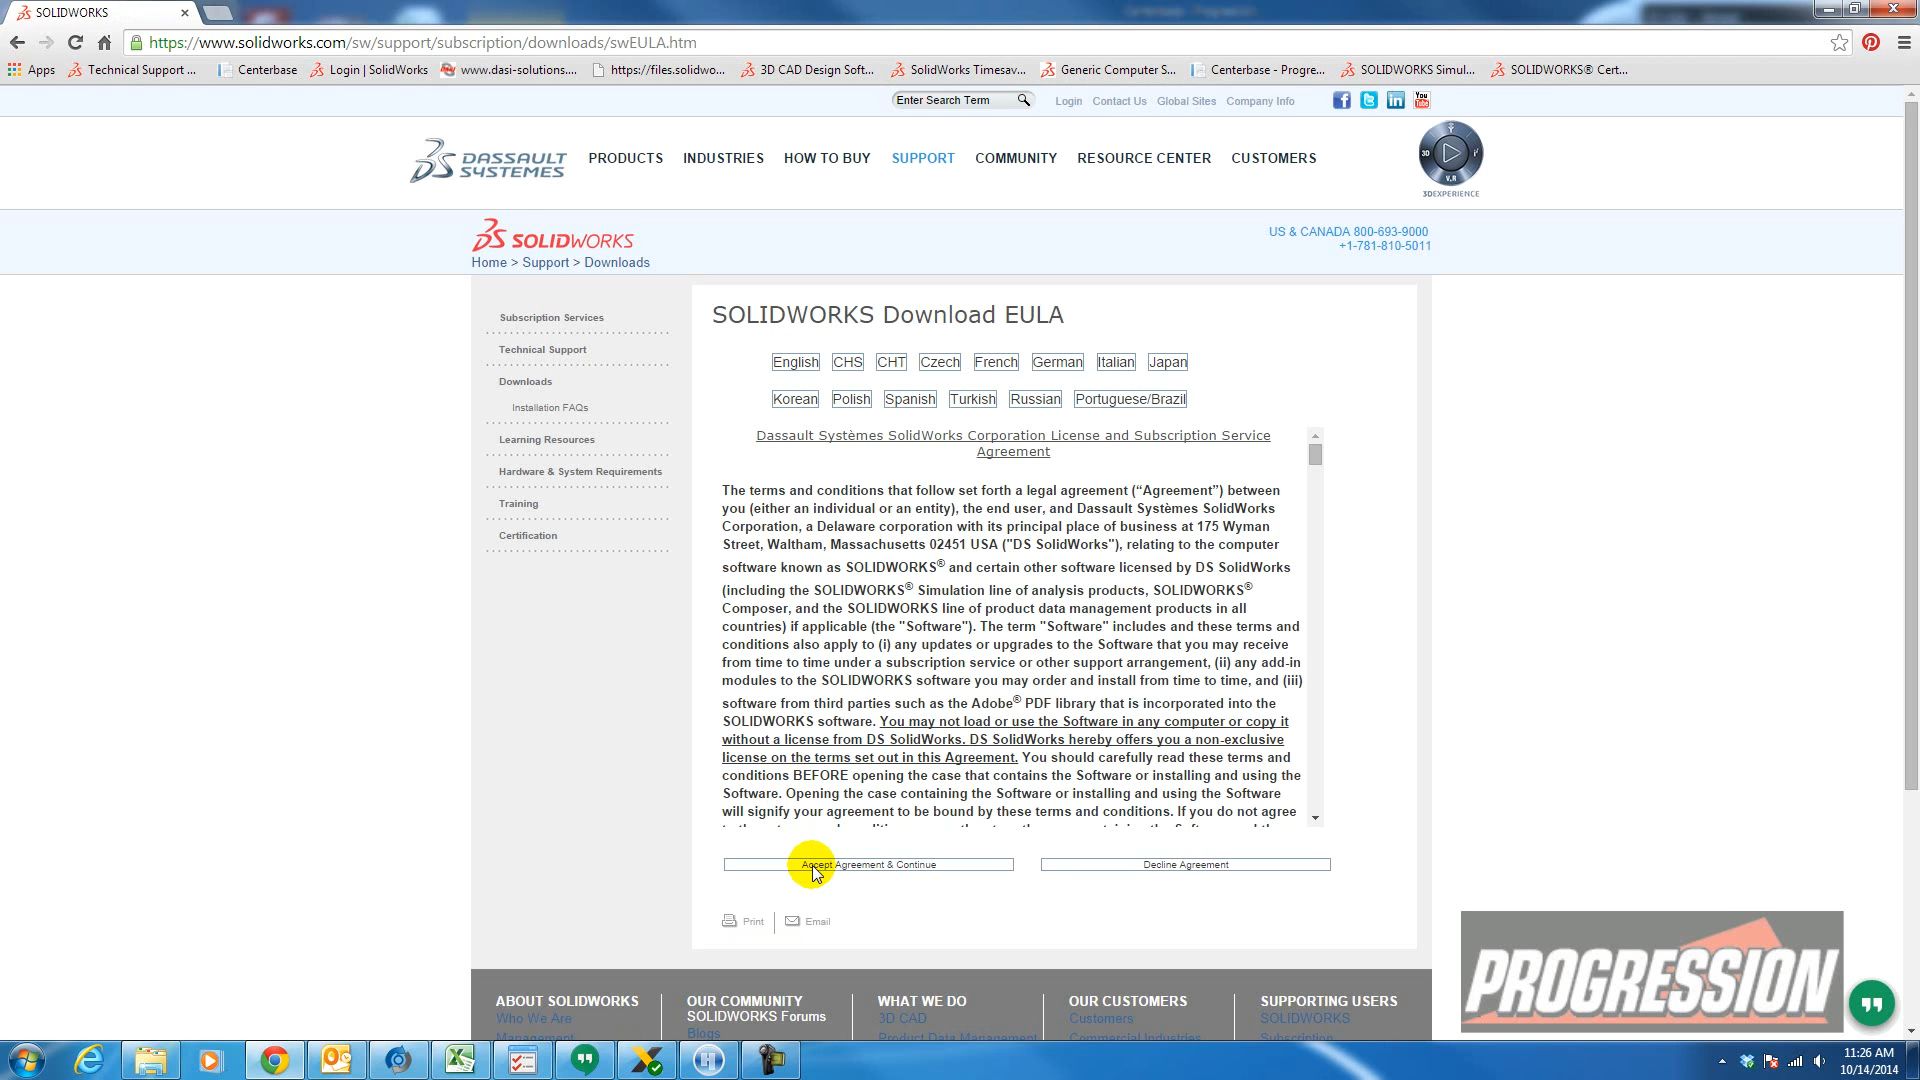 SOLIDWORKS
https://www.solidworks.com/sw/support/subscription/downloads/swEULA.htm
Apps Technical Support ... Centerbase Login | SolidWorks www.dasi-solutions.... https://files.solidwo... 3D CAD Design Soft... SolidWorks Timesav... Generic Computer S... Centerbase - Progre... SOLIDWORKS Simul... SOLIDWORKS® Cert...
Enter Search Term Login Contact Us Global Sites Company Info
You Tube
DASSAULT SYSTEMES
PRODUCTS INDUSTRIES HOW TO BUY SUPPORT COMMUNITY RESOURCE CENTER CUSTOMERS
3D V.R
3DEXPERIENCE
SOLIDWORKS
US & CANADA 800-693-9000
+1-781-810-5011
Home > Support > Downloads
Subscription Services
Technical Support
Downloads
Installation FAQs
Learning Resources
Hardware & System Requirements
Training
Certification
SOLIDWORKS Download EULA
English CHS CHT Czech French German Italian Japan
Korean Polish Spanish Turkish Russian Portuguese/Brazil
Dassault Systèmes SolidWorks Corporation License and Subscription Service
Agreement
The terms and conditions that follow set forth a legal agreement (“Agreement”) between
you (either an individual or an entity), the end user, and Dassault Systèmes SolidWorks
Corporation, a Delaware corporation with its principal place of business at 175 Wyman
Street, Waltham, Massachusetts 02451 USA ("DS SolidWorks"), relating to the computer
software known as SOLIDWORKS® and certain other software licensed by DS SolidWorks
(including the SOLIDWORKS® Simulation line of analysis products, SOLIDWORKS®
Composer, and the SOLIDWORKS line of product data management products in all
countries) if applicable (the "Software"). The term "Software" includes and these terms and
conditions also apply to (i) any updates or upgrades to the Software that you may receive
from time to time under a subscription service or other support arrangement, (ii) any add-in
modules to the SOLIDWORKS software you may order and install from time to time, and (iii)
software from third parties such as the Adobe® PDF library that is incorporated into the
SOLIDWORKS software. You may not load or use the Software in any computer or copy it
without a license from DS SolidWorks. DS SolidWorks hereby offers you a non-exclusive
license on the terms set out in this Agreement. You should carefully read these terms and
conditions BEFORE opening the case that contains the Software or installing and using the
Software. Opening the case containing the Software or installing and using the Software
will signify your agreement to be bound by these terms and conditions. If you do not agree
Accept Agreement & Continue Decline Agreement
Print Email
PROGRESSION
ABOUT SOLIDWORKS OUR COMMUNITY WHAT WE DO OUR CUSTOMERS SUPPORTING USERS
Who We Are SOLIDWORKS Forums 3D CAD Customers SOLIDWORKS
Management Blogs Product Data Management Commercial Industries Subscription
11:26 AM
10/14/2014